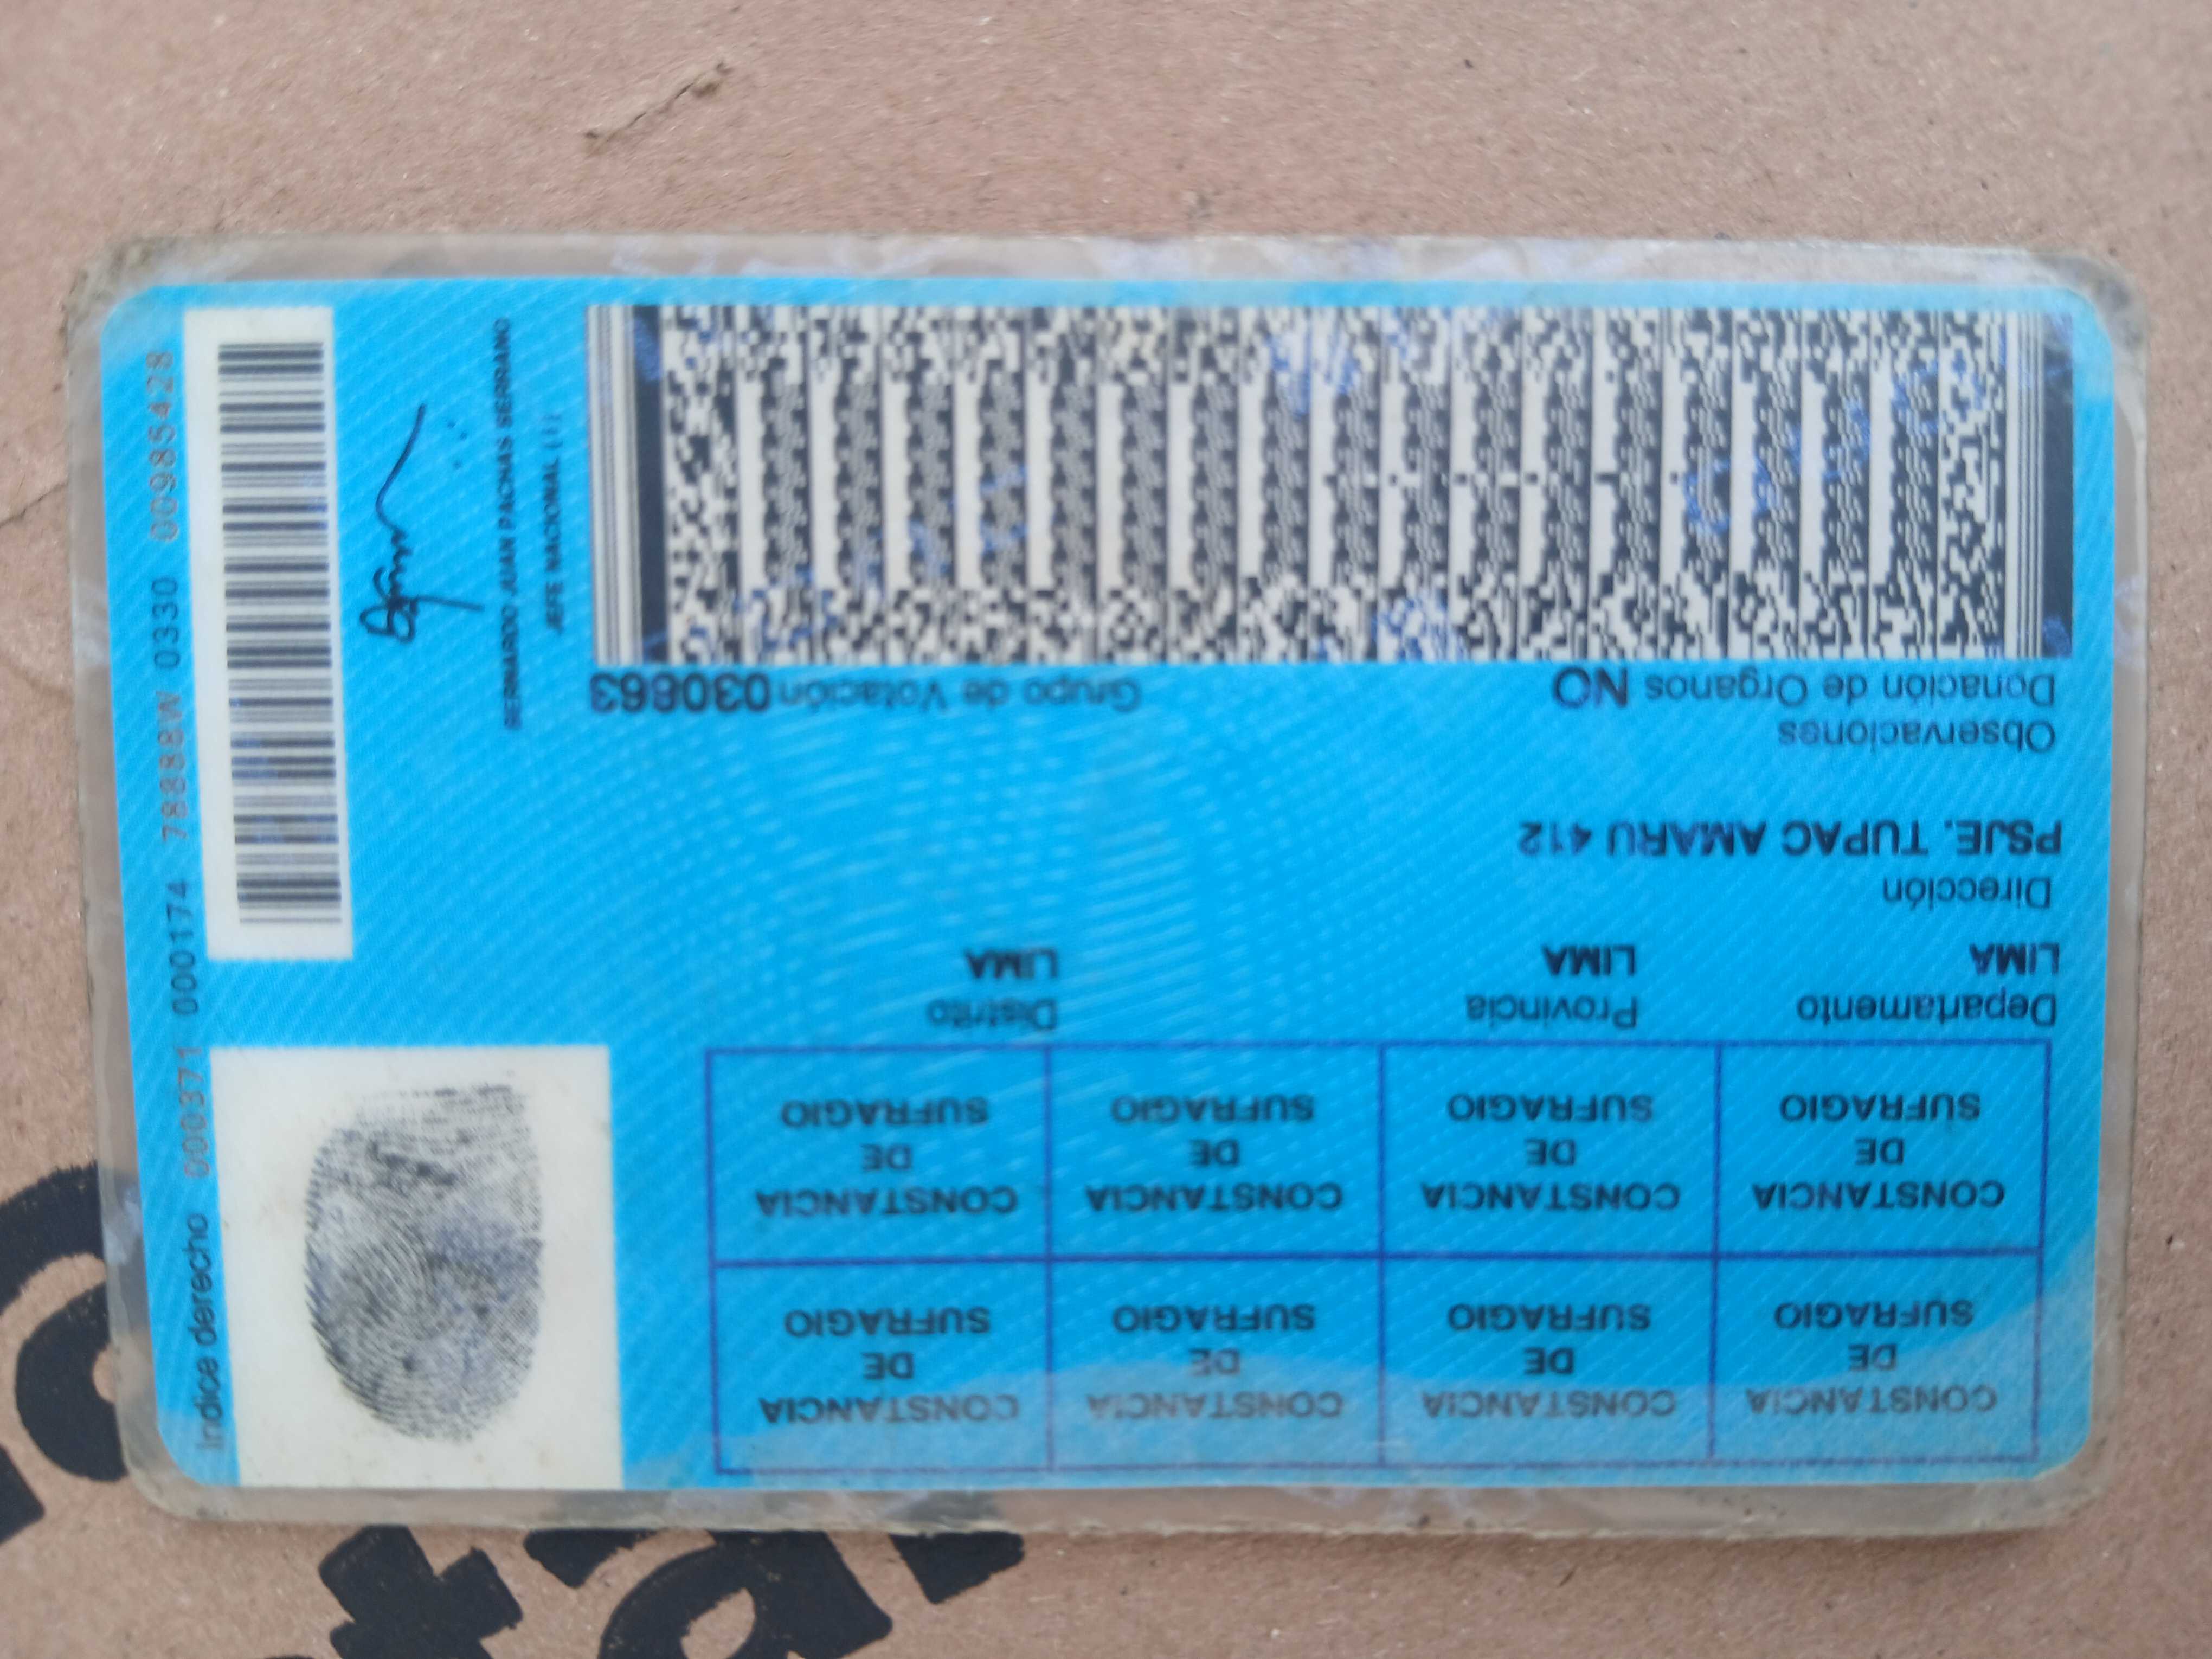 CONSTANCIA DE SUFRAGIO
CONSTANCIA DE SUFRAGIO
CONSTANCIA DE SUFRAGIO
CONSTANCIA DE SUFRAGIO
CONSTANCIA DE SUFRAGIO
CONSTANCIA DE SUFRAGIO
CONSTANCIA DE SUFRAGIO
CONSTANCIA DE SUFRAGIO
Departamento Provincia Distrito
LIMA LIMA LIMA
Dirección
PSJE. TUPAC AMARU 412
Observaciones
Donación de Organos NO Grupo de Votación 030863
Indice derecho 000371 000174 78888W 0330 00985428
BERNARDO JUAN PACHAS SERRANO
JEFE NACIONAL (i)